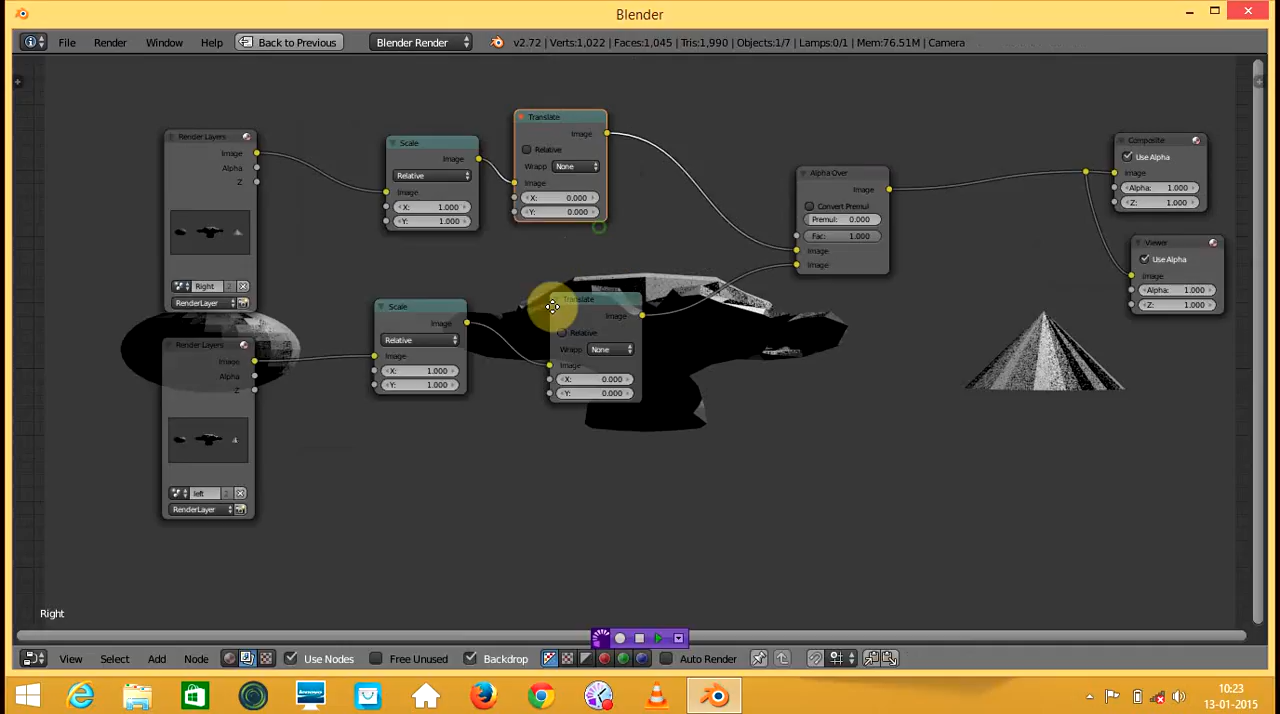 Blender
File Render Window Help Back to Previous Blender Render v2.72 | Verts:1,022 | Faces:1,045 | Tris:1,990 | Objects:1/7 | Lamps:0/1 | Mem:76.51M | Camera
Render Layers
Image
Alpha
Z
Right 2
RenderLayer
Scale
Image
Relative
Image
X: 1.000
Y: 1.000
Translate
Image
Relative
Wrapp None
Image
X: 0.000
Y: 0.000
Alpha Over
Image
Convert Premul
Premul: 0.000
Fac: 1.000
Image
Image
Composite
Use Alpha
Image
Alpha: 1.000
Z: 1.000
Viewer
Use Alpha
Image
Alpha: 1.000
Z: 1.000
Render Layers
Image
Alpha
Z
left 2
RenderLayer
Scale
Image
Relative
Image
X: 1.000
Y: 1.000
Translate
Image
Relative
Wrapp None
Image
X: 0.000
Y: 0.000
Right
View Select Add Node Use Nodes Free Unused Backdrop Auto Render
lenovo
10:23
13-01-2015